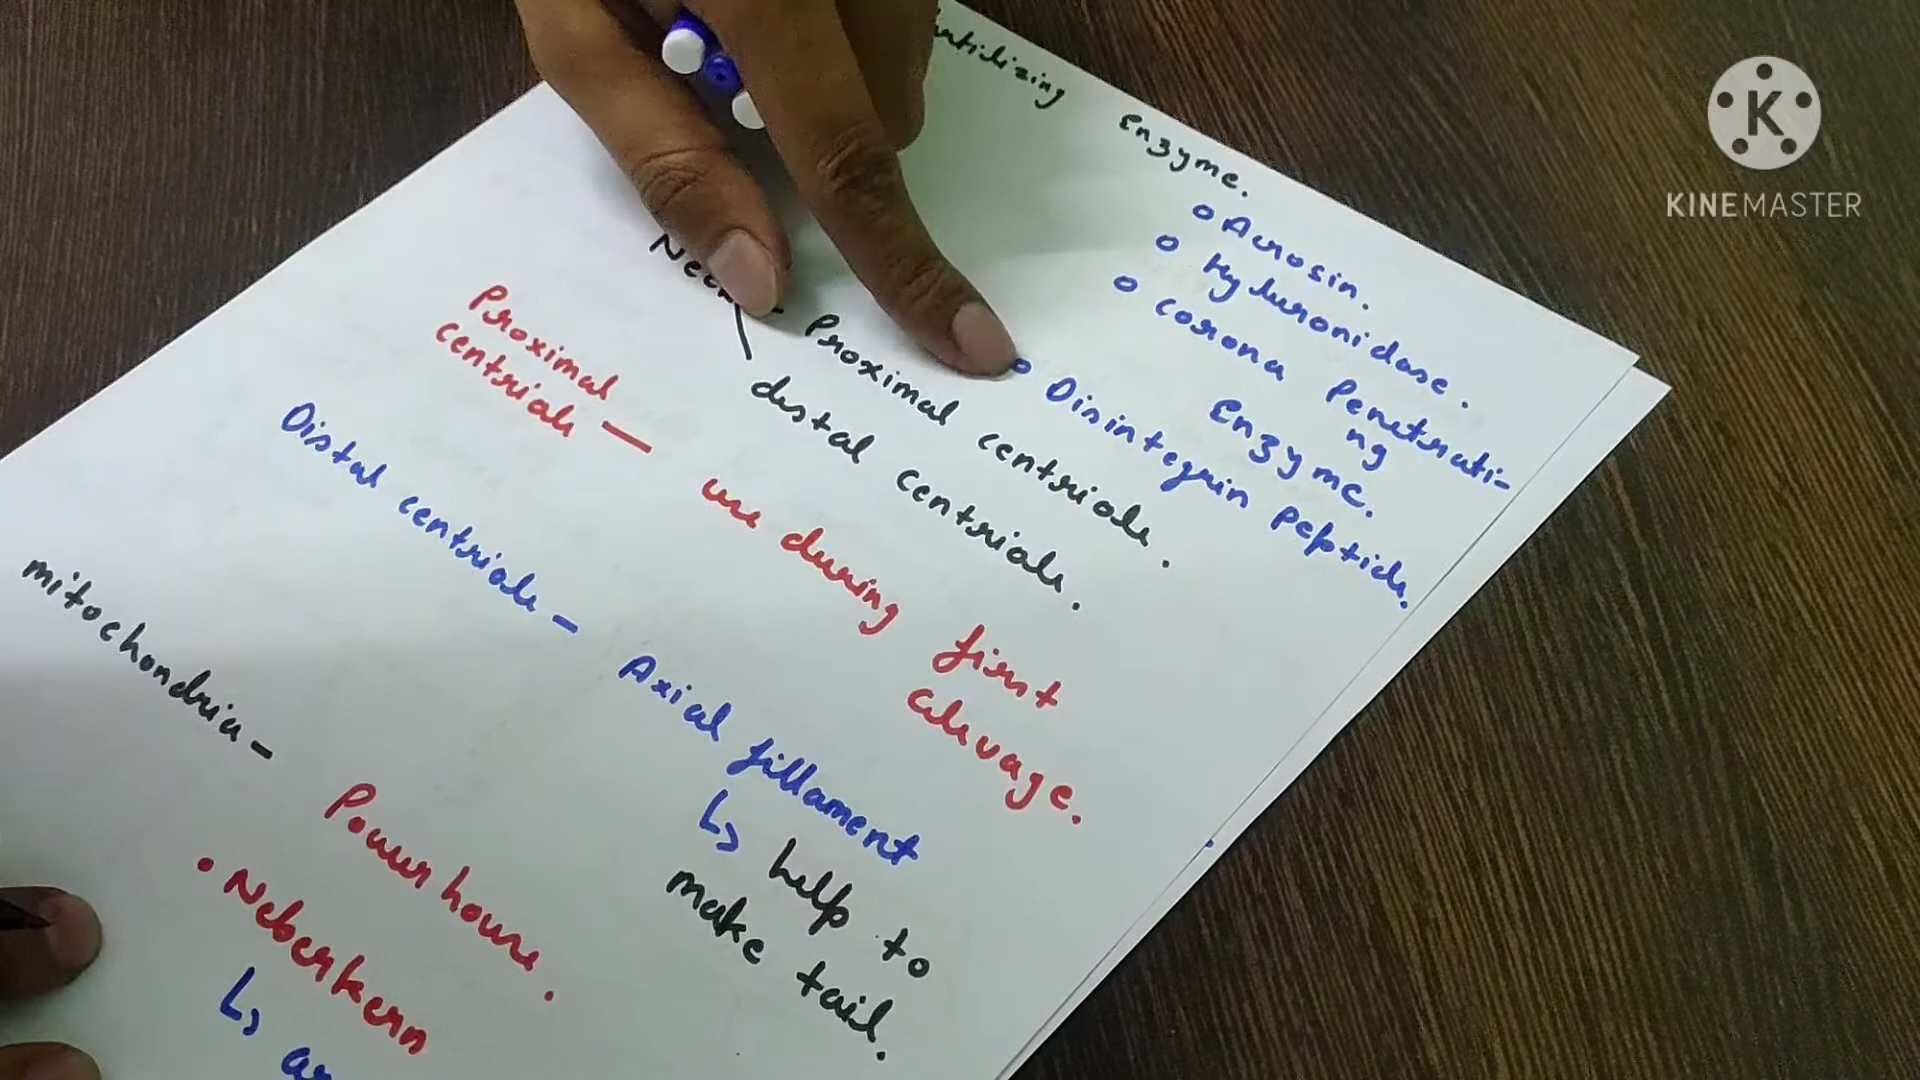 Enzyme.
o Acrosin.
o Hyluronidase.
o corona Penetrati-
ng
Enzyme.
o Disintegrin Peptide.
Proximal centriole.
distal centriole.
Proximal
centriole — use during first
cleavage.
Distal centriole - Axial fillament
↳ help to
make tail.
mitochondria - Power house.
• Nebenkern
↳
KINEMASTER